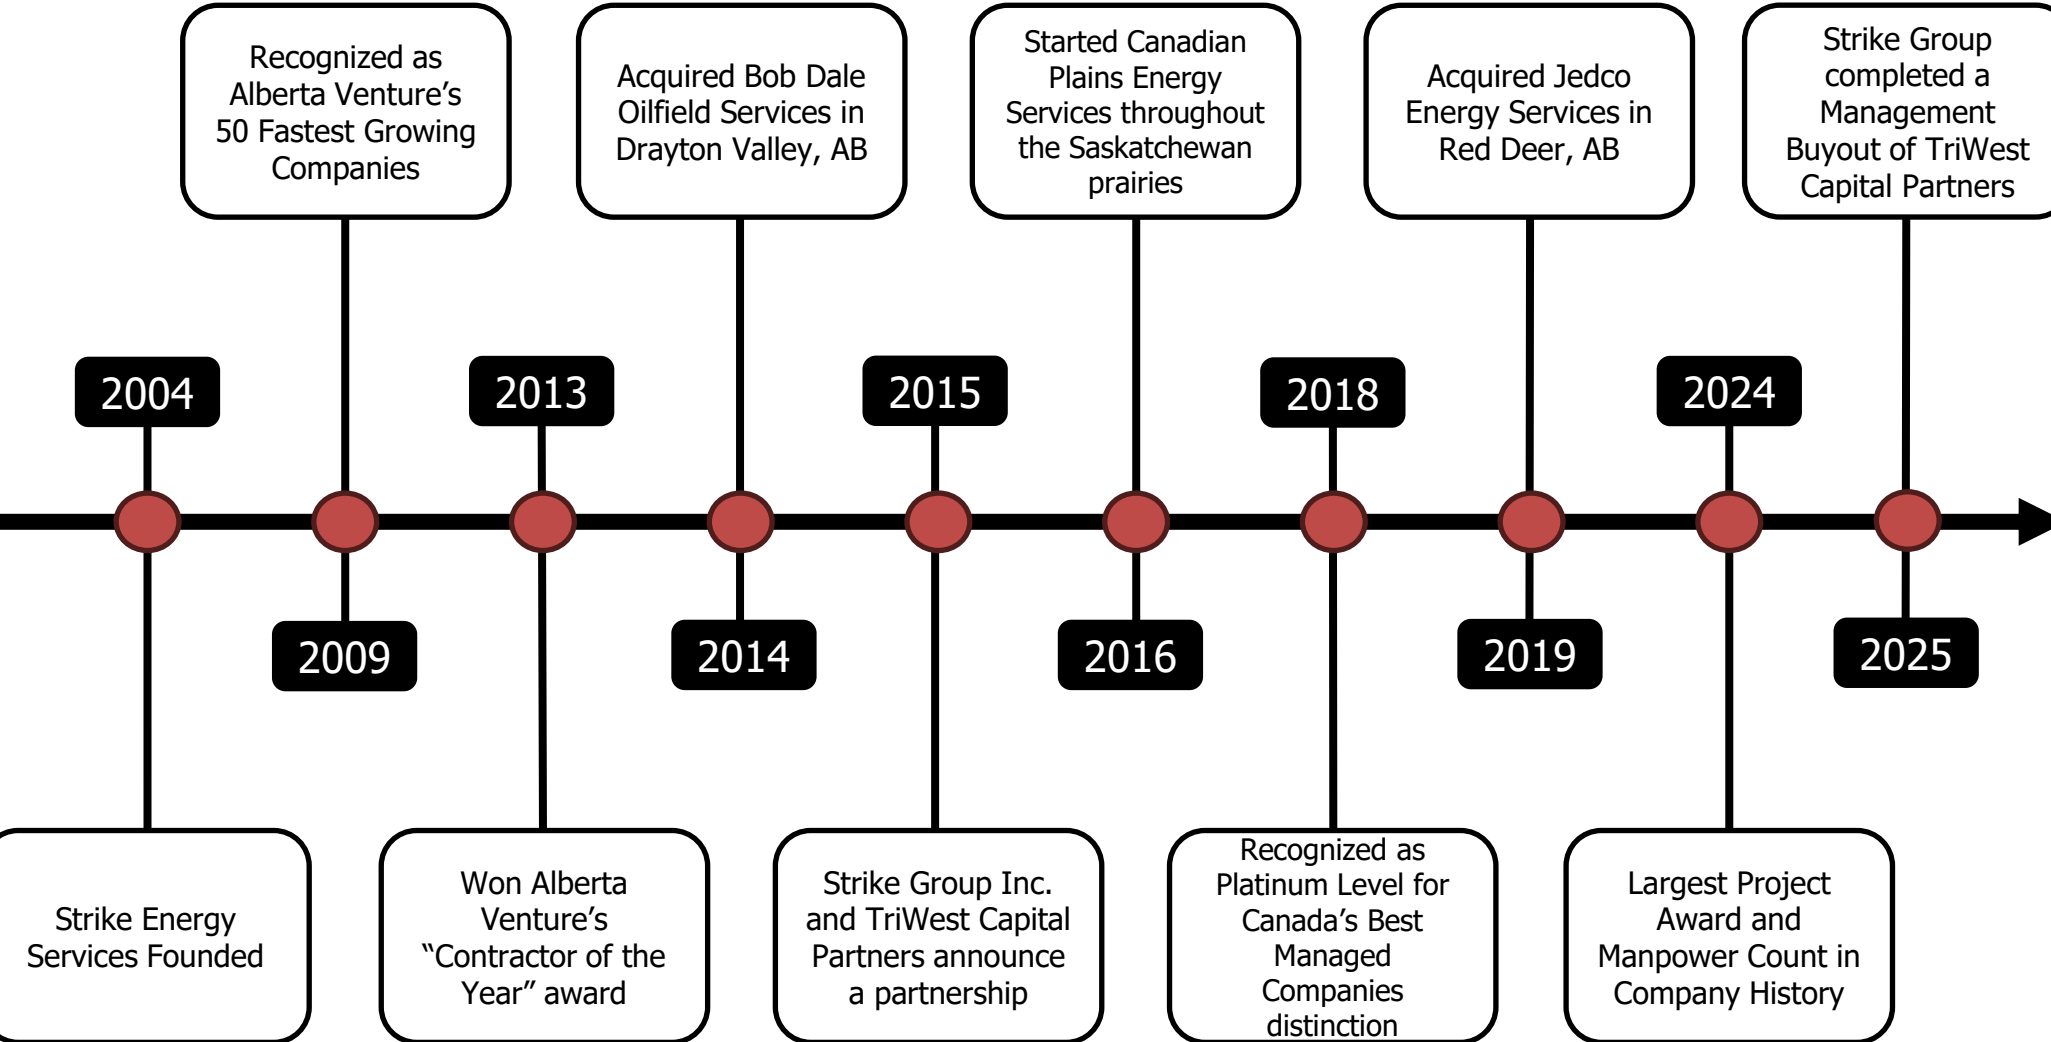 Recognized as
Alberta Venture’s
50 Fastest Growing
Companies
Acquired Bob Dale
Oilfield Services in
Drayton Valley, AB
Started Canadian
Plains Energy
Services throughout
the Saskatchewan
prairies
Acquired Jedco
Energy Services in
Red Deer, AB
Strike Group
completed a
Management
Buyout of TriWest
Capital Partners
2004
2013
2015
2018
2024
2009
2014
2016
2019
2025
Strike Energy
Services Founded
Won Alberta
Venture’s
“Contractor of the
Year” award
Strike Group Inc.
and TriWest Capital
Partners announce
a partnership
Recognized as
Platinum Level for
Canada’s Best
Managed
Companies
distinction
Largest Project
Award and
Manpower Count in
Company History